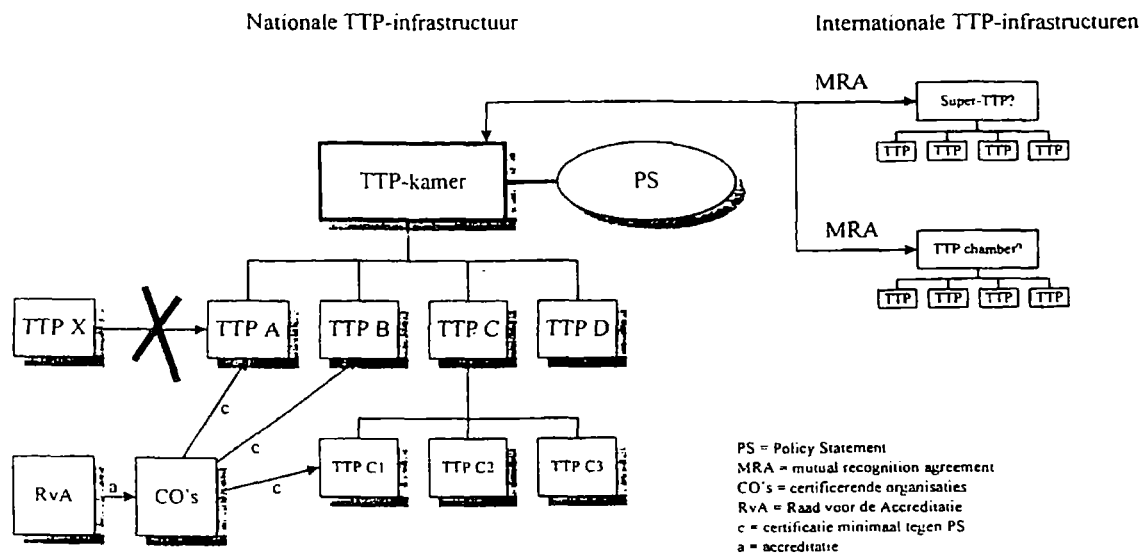 Nationale TTP-infrastructuur
Internationale TTP-infrastructuren
MRA
Super-TTP?
TTP TTP TTP TTP
TTP-kamer
PS
MRA
TTP chamberⁿ
TTP TTP TTP TTP
TTP X
TTP A
TTP B
TTP C
TTP D
c
c
c
RvA
a
CO's
TTP C1
TTP C2
TTP C3
PS = Policy Statement
MRA = mutual recognition agreement
CO's = certificerende organisaties
RvA = Raad voor de Accreditatie
c = certificatie minimaal tegen PS
a = accreditatie